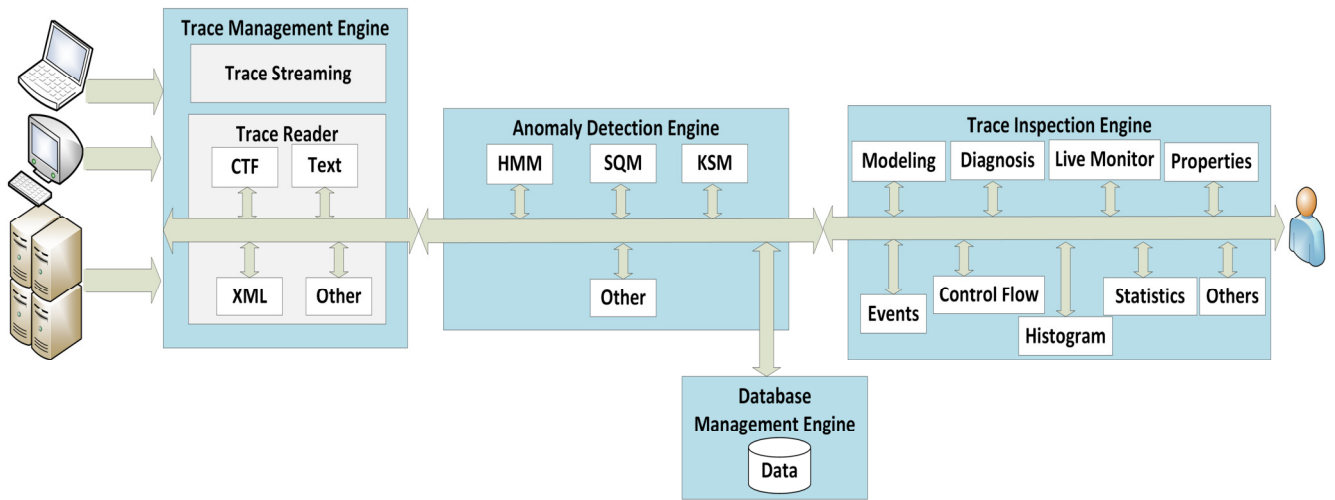 Trace Management Engine
Trace Streaming
Trace Reader
CTF
Text
XML
Other
Anomaly Detection Engine
HMM
SQM
KSM
Other
Database
Management Engine
Data
Trace Inspection Engine
Modeling
Diagnosis
Live Monitor
Properties
Events
Control Flow
Histogram
Statistics
Others